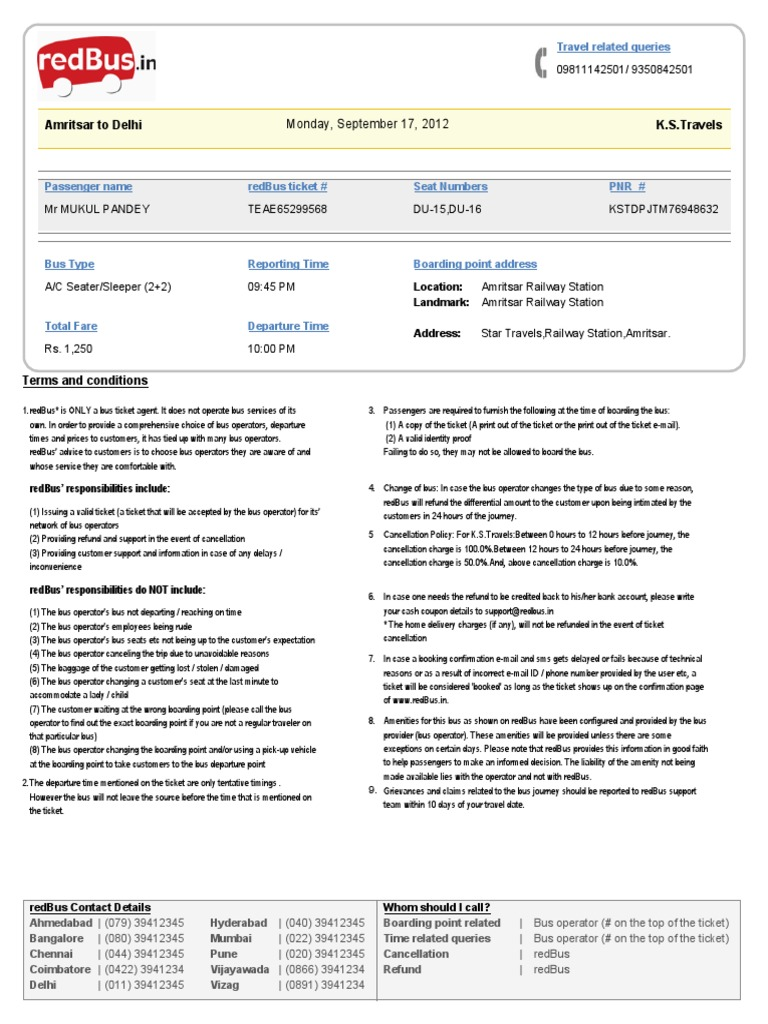 redBus.in
Travel related queries
09811142501/ 9350842501
Amritsar to Delhi
Monday, September 17, 2012
K.S.Travels
Passenger name
redBus ticket #
Seat Numbers
PNR #
Mr MUKUL PANDEY
TEAE65299568
DU-15,DU-16
KSTDPJTM76948632
Bus Type
Reporting Time
Boarding point address
A/C Seater/Sleeper (2+2)
09:45 PM
Location: Amritsar Railway Station
Landmark: Amritsar Railway Station
Total Fare
Departure Time
Address: Star Travels,Railway Station,Amritsar.
Rs. 1,250
10:00 PM
Terms and conditions
1.redBus* is ONLY a bus ticket agent. It does not operate bus services of its
own. In order to provide a comprehensive choice of bus operators, departure
times and prices to customers, it has tied up with many bus operators.
redBus' advice to customers is to choose bus operators they are aware of and
whose service they are comfortable with.
redBus' responsibilities include:
(1) Issuing a valid ticket (a ticket that will be accepted by the bus operator) for its'
network of bus operators
(2) Providing refund and support in the event of cancellation
(3) Providing customer support and information in case of any delays /
inconvenience
redBus' responsibilities do NOT include:
(1) The bus operator's bus not departing / reaching on time
(2) The bus operator's employees being rude
(3) The bus operator's bus seats etc not being up to the customer's expectation
(4) The bus operator canceling the trip due to unavoidable reasons
(5) The baggage of the customer getting lost / stolen / damaged
(6) The bus operator changing a customer's seat at the last minute to
accommodate a lady / child
(7) The customer waiting at the wrong boarding point (please call the bus
operator to find out the exact boarding point if you are not a regular traveler on
that particular bus)
(8) The bus operator changing the boarding point and/or using a pick-up vehicle
at the boarding point to take customers to the bus departure point
2.The departure time mentioned on the ticket are only tentative timings .
However the bus will not leave the source before the time that is mentioned on
the ticket.
3. Passengers are required to furnish the following at the time of boarding the bus:
(1) A copy of the ticket (A print out of the ticket or the print out of the ticket e-mail).
(2) A valid identity proof
Failing to do so, they may not be allowed to board the bus.
4. Change of bus: In case the bus operator changes the type of bus due to some reason,
redBus will refund the differential amount to the customer upon being intimated by the
customers in 24 hours of the journey.
5 Cancellation Policy: For K.S.Travels:Between 0 hours to 12 hours before journey, the
cancellation charge is 100.0%.Between 12 hours to 24 hours before journey, the
cancellation charge is 50.0%.And, above cancellation charge is 10.0%.
6. In case one needs the refund to be credited back to his/her bank account, please write
your cash coupon details to support@redbus.in
*The home delivery charges (if any), will not be refunded in the event of ticket
cancellation
7. In case a booking confirmation e-mail and sms gets delayed or fails because of technical
reasons or as a result of incorrect e-mail ID / phone number provided by the user etc, a
ticket will be considered 'booked' as long as the ticket shows up on the confirmation page
of www.redBus.in.
8. Amenities for this bus as shown on redBus have been configured and provided by the bus
provider (bus operator). These amenities will be provided unless there are some
exceptions on certain days. Please note that redBus provides this information in good faith
to help passengers to make an informed decision. The liability of the amenity not being
made available lies with the operator and not with redBus.
9. Grievances and claims related to the bus journey should be reported to redBus support
team within 10 days of your travel date.
redBus Contact Details
Ahmedabad | (079) 39412345 Hyderabad | (040) 39412345
Bangalore | (080) 39412345 Mumbai | (022) 39412345
Chennai | (044) 39412345 Pune | (020) 39412345
Coimbatore | (0422) 3941234 Vijayawada | (0866) 3941234
Delhi | (011) 39412345 Vizag | (0891) 3941234
Whom should I call?
Boarding point related | Bus operator (# on the top of the ticket)
Time related queries | Bus operator (# on the top of the ticket)
Cancellation | redBus
Refund | redBus